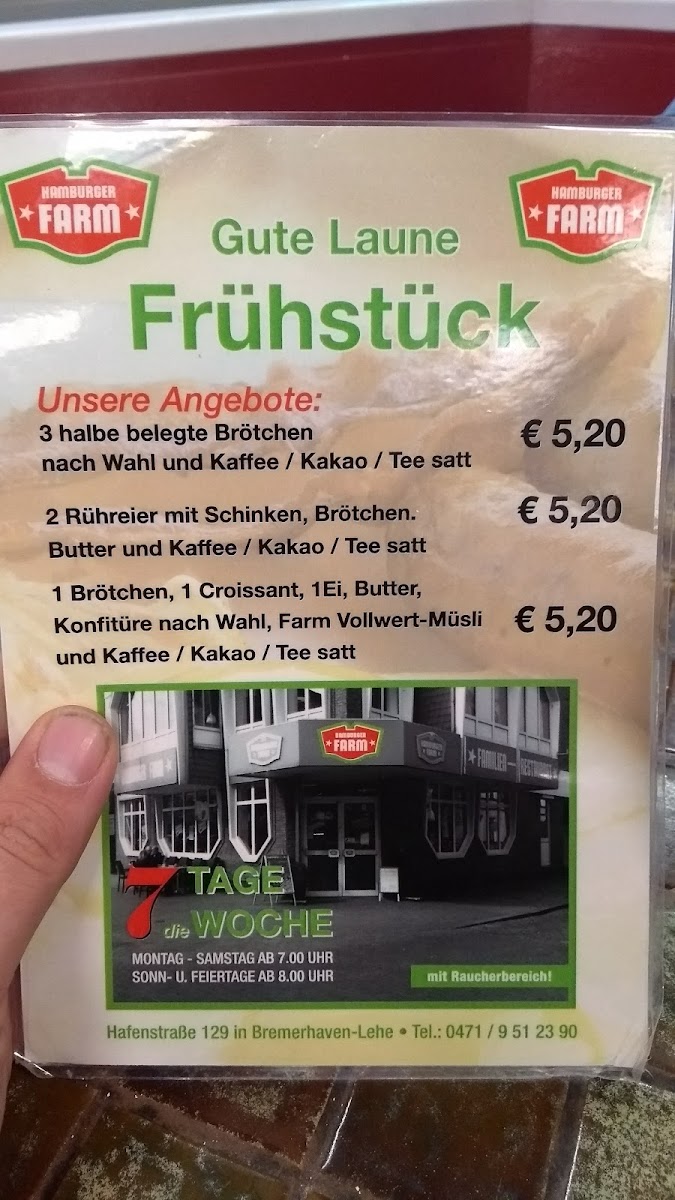 HAMBURGER
FARM
HAMBURGER
FARM
Gute Laune
Frühstück
Unsere Angebote:
3 halbe belegte Brötchen
nach Wahl und Kaffee / Kakao / Tee satt
€ 5,20
2 Rühreier mit Schinken, Brötchen.
Butter und Kaffee / Kakao / Tee satt
€ 5,20
1 Brötchen, 1 Croissant, 1Ei, Butter,
Konfitüre nach Wahl, Farm Vollwert-Müsli
und Kaffee / Kakao / Tee satt
€ 5,20
HAMBURGER
FARM
FAMILIEN
7 TAGE
die WOCHE
MONTAG - SAMSTAG AB 7.00 UHR
SONN- U. FEIERTAGE AB 8.00 UHR
mit Raucherbereich!
Hafenstraße 129 in Bremerhaven-Lehe • Tel.: 0471 / 9 51 23 90